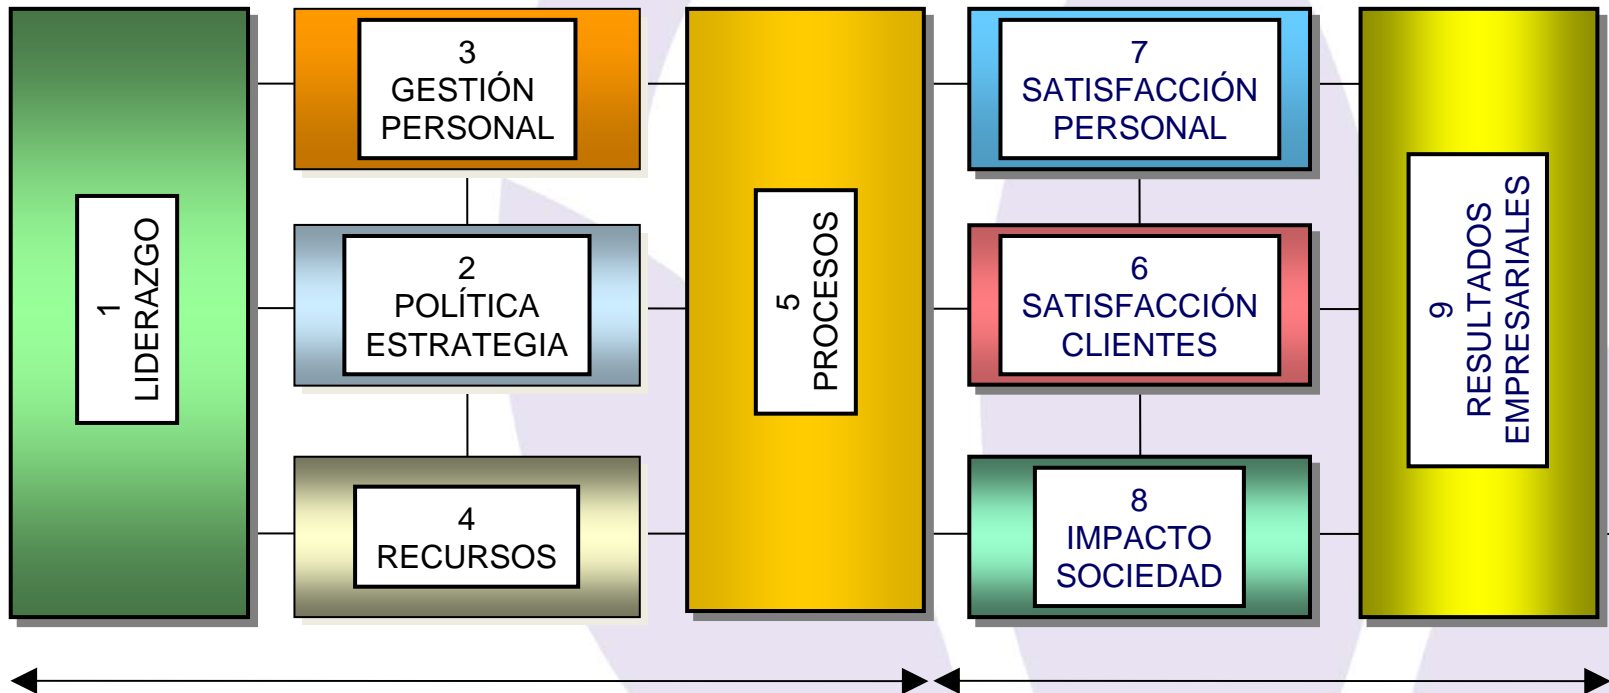 1
LIDERAZGO
3
GESTIÓN
PERSONAL
2
POLÍTICA
ESTRATEGIA
4
RECURSOS
5
PROCESOS
7
SATISFACCIÓN
PERSONAL
6
SATISFACCIÓN
CLIENTES
8
IMPACTO
SOCIEDAD
9
RESULTADOS
EMPRESARIALES